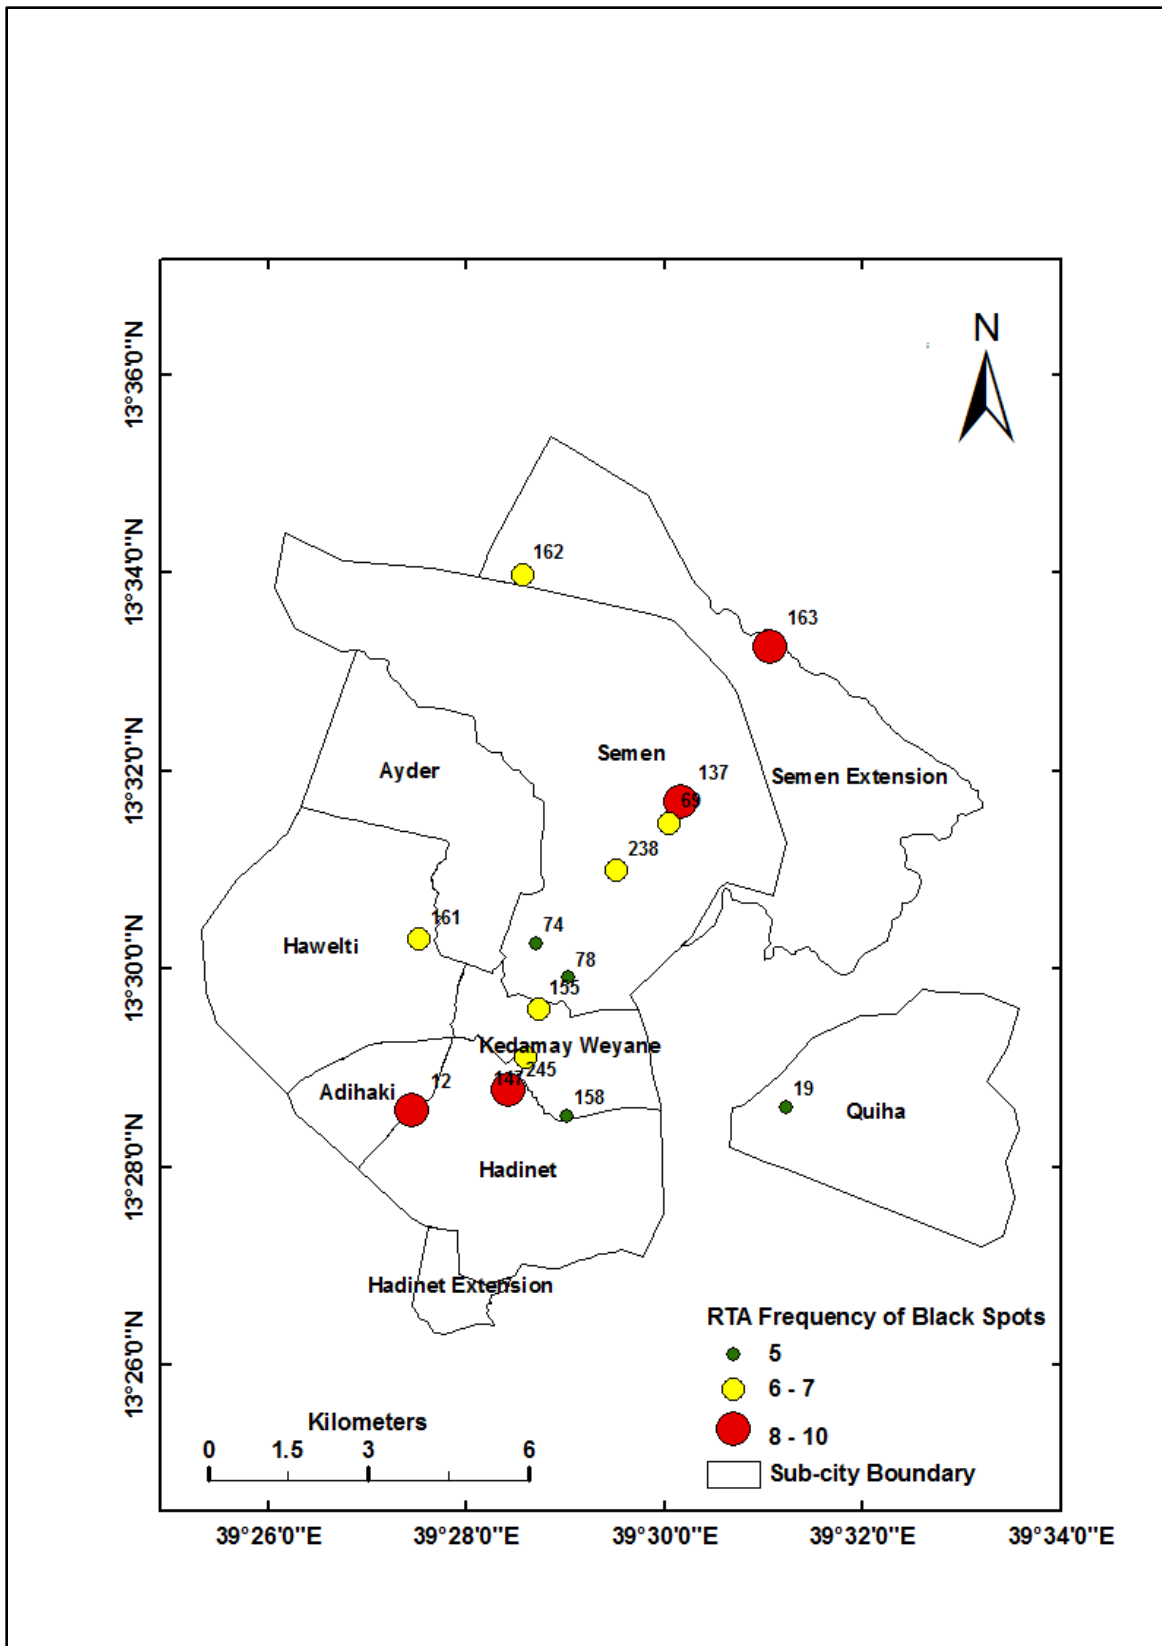 N
13°36'0"N
162
13°34'0"N
163
13°32'0"N
Semen
137
Ayder
Semen Extension
69
238
161
74
Hawelti
78
13°30'0"N
155
Kedamay Weyane
245
12
147
Adihaki
19
158
Quiha
13°28'0"N
Hadinet
Hadinet Extension
13°26'0"N
RTA Frequency of Black Spots
5
6 - 7
8 - 10
Sub-city Boundary
Kilometers
0 1.5 3 6
39°26'0"E 39°28'0"E 39°30'0"E 39°32'0"E 39°34'0"E